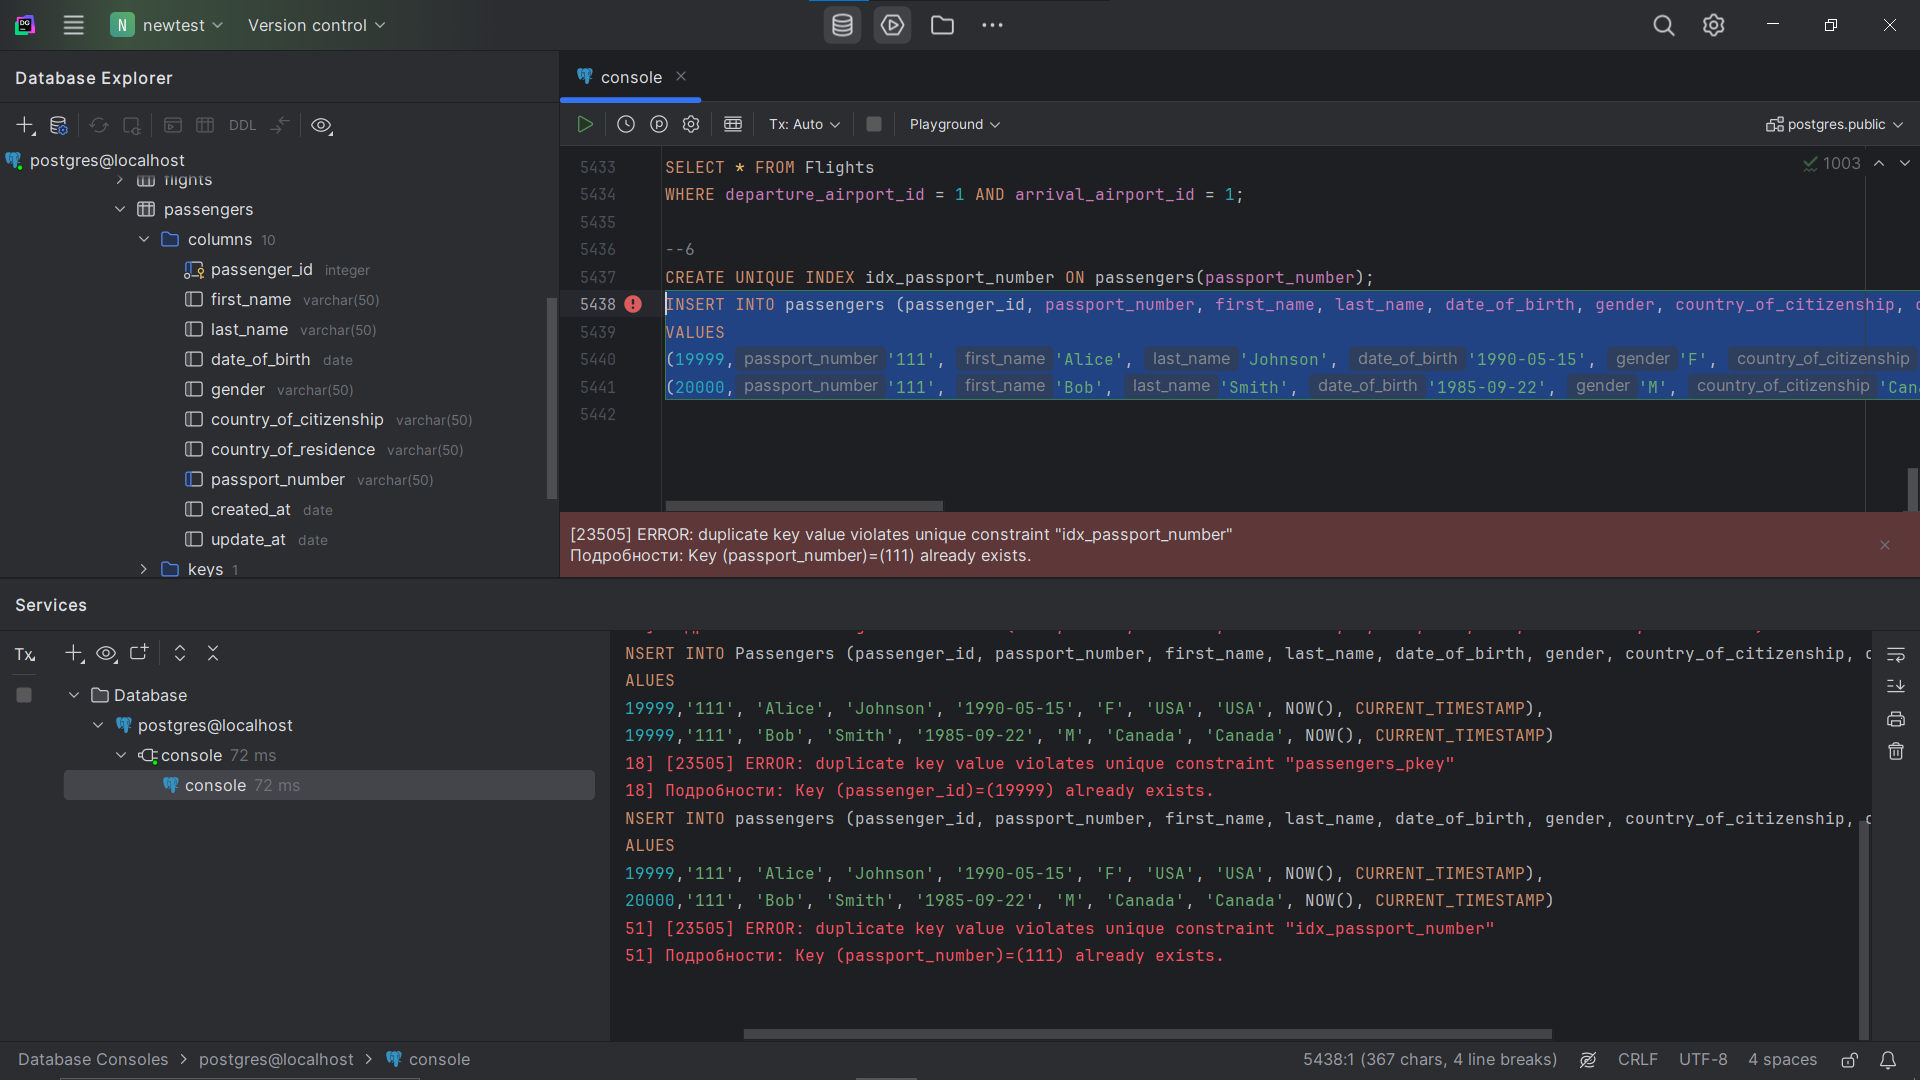 N newtest
Version control
Database Explorer
DDL
postgres@localhost
flights
passengers
columns 10
passenger_id integer
first_name varchar(50)
last_name varchar(50)
date_of_birth date
gender varchar(50)
country_of_citizenship varchar(50)
country_of_residence varchar(50)
passport_number varchar(50)
created_at date
update_at date
keys 1
console
Tx: Auto
Playground
postgres.public
1003
5433 SELECT * FROM Flights
5434 WHERE departure_airport_id = 1 AND arrival_airport_id = 1;
5435
5436 --6
5437 CREATE UNIQUE INDEX idx_passport_number ON passengers(passport_number);
5438 INSERT INTO passengers (passenger_id, passport_number, first_name, last_name, date_of_birth, gender, country_of_citizenship,
5439 VALUES
5440 (19999, passport_number '111', first_name 'Alice', last_name 'Johnson', date_of_birth '1990-05-15', gender 'F', country_of_citizenship
5441 (20000, passport_number '111', first_name 'Bob', last_name 'Smith', date_of_birth '1985-09-22', gender 'M', country_of_citizenship 'Can
5442
[23505] ERROR: duplicate key value violates unique constraint "idx_passport_number"
Подробности: Key (passport_number)=(111) already exists.
Services
Tx
Database
postgres@localhost
console 72 ms
console 72 ms
NSERT INTO Passengers (passenger_id, passport_number, first_name, last_name, date_of_birth, gender, country_of_citizenship,
ALUES
19999,'111', 'Alice', 'Johnson', '1990-05-15', 'F', 'USA', 'USA', NOW(), CURRENT_TIMESTAMP),
19999,'111', 'Bob', 'Smith', '1985-09-22', 'M', 'Canada', 'Canada', NOW(), CURRENT_TIMESTAMP)
18] [23505] ERROR: duplicate key value violates unique constraint "passengers_pkey"
18] Подробности: Key (passenger_id)=(19999) already exists.
NSERT INTO passengers (passenger_id, passport_number, first_name, last_name, date_of_birth, gender, country_of_citizenship,
ALUES
19999,'111', 'Alice', 'Johnson', '1990-05-15', 'F', 'USA', 'USA', NOW(), CURRENT_TIMESTAMP),
20000,'111', 'Bob', 'Smith', '1985-09-22', 'M', 'Canada', 'Canada', NOW(), CURRENT_TIMESTAMP)
51] [23505] ERROR: duplicate key value violates unique constraint "idx_passport_number"
51] Подробности: Key (passport_number)=(111) already exists.
Database Consoles > postgres@localhost > console
5438:1 (367 chars, 4 line breaks)
CRLF
UTF-8
4 spaces